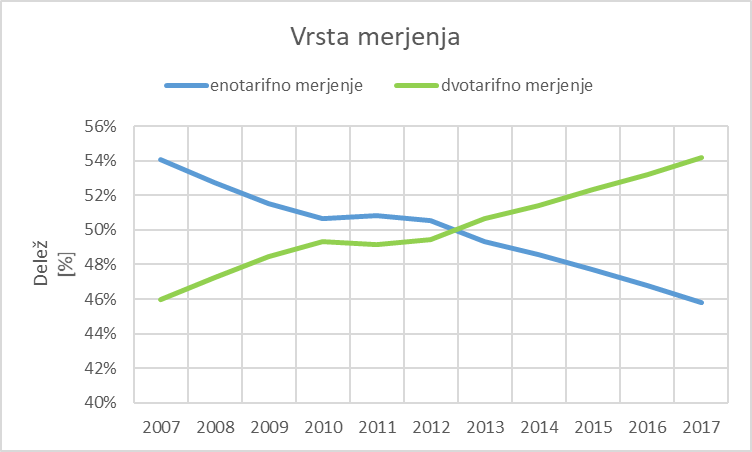 Vrsta merjenja
enotarifno merjenje dvotarifno merjenje
56%
54%
52%
50%
48%
46%
44%
42%
40%
Delež
[%]
2007 2008 2009 2010 2011 2012 2013 2014 2015 2016 2017